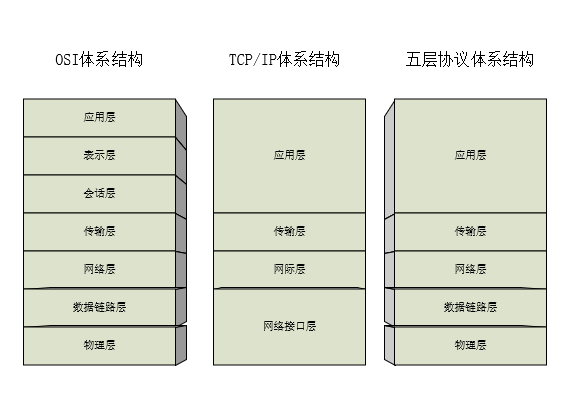 OSI体系结构
TCP/IP体系结构
五层协议体系结构
应用层
表示层
会话层
传输层
网络层
数据链路层
物理层
应用层
传输层
网际层
网络接口层
应用层
传输层
网络层
数据链路层
物理层